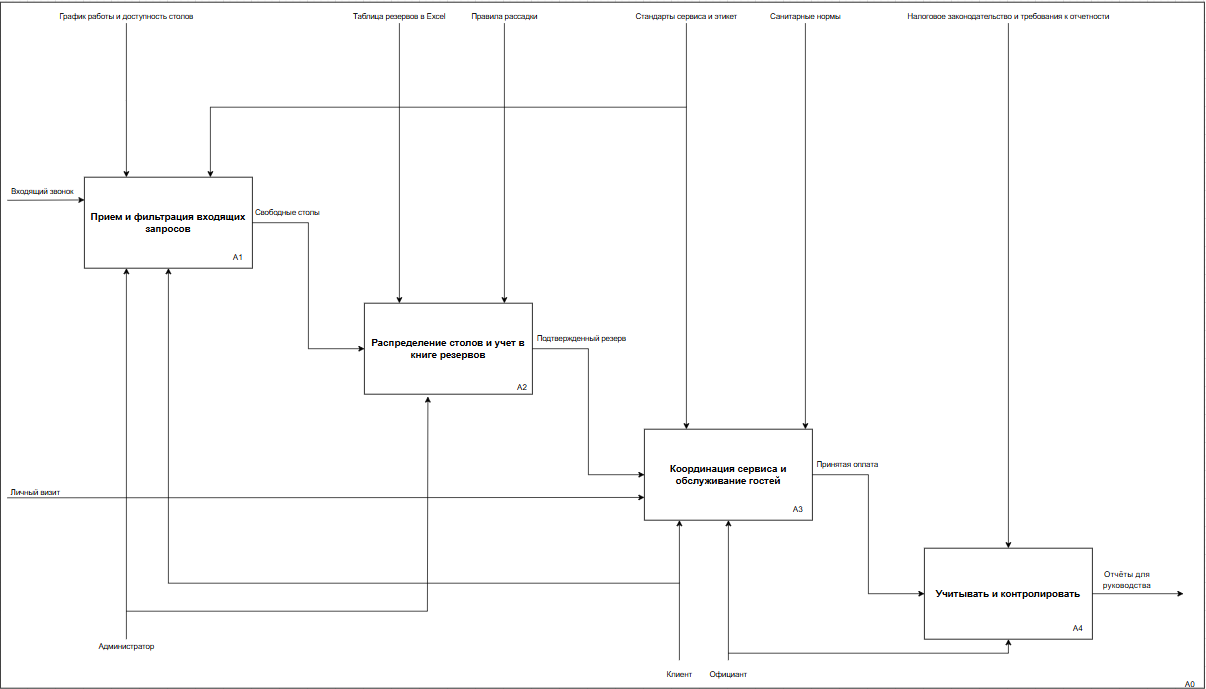 График работы и доступность столов
Таблица резервов в Excel
Правила рассадки
Стандарты сервиса и этикет
Санитарные нормы
Налоговое законодательство и требования к отчетности
Входящий звонок
Прием и фильтрация входящих
запросов
A1
Свободные столы
Распределение столов и учет в
книге резервов
A2
Подтвержденный резерв
Координация сервиса и
обслуживание гостей
A3
Принятая оплата
Личный визит
Учитывать и контролировать
A4
Отчёты для
руководства
Администратор
Клиент
Официант
A0